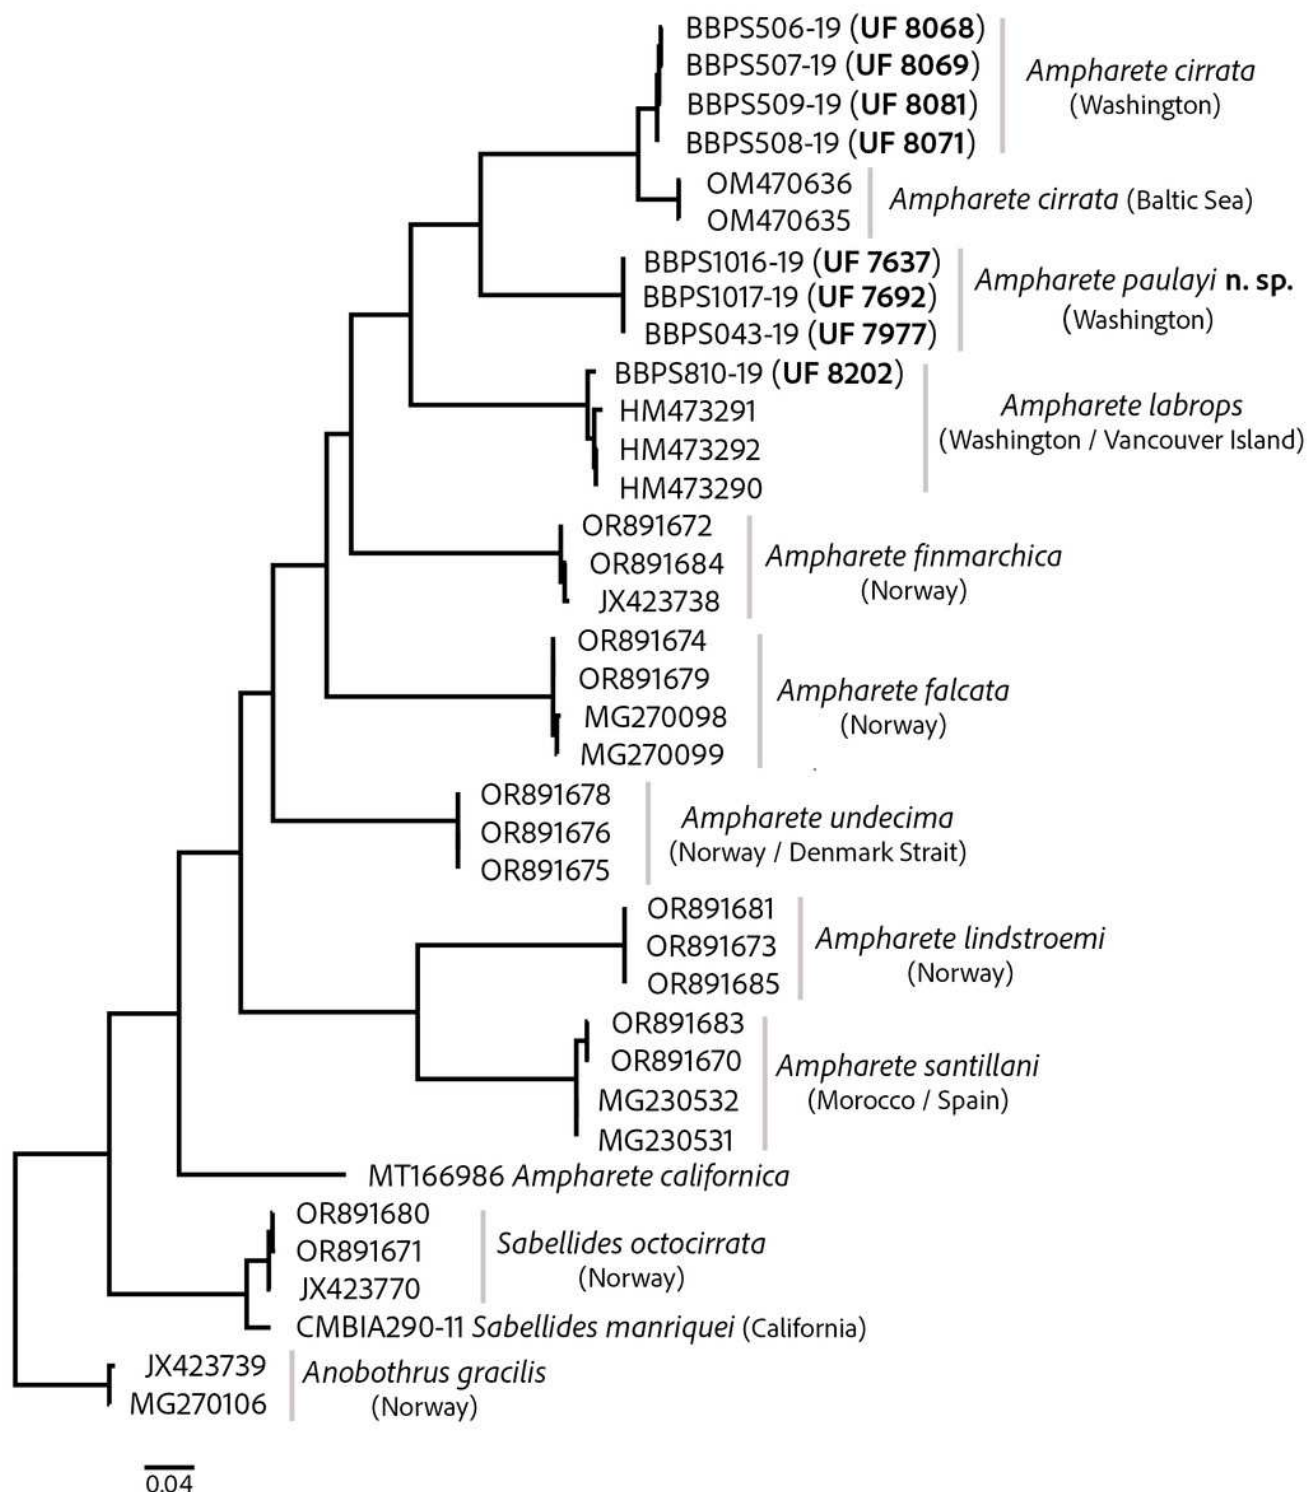 BBPS506-19 (UF 8068)
BBPS507-19 (UF 8069)
BBPS509-19 (UF 8081)
BBPS508-19 (UF 8071)
Ampharete cirrata
(Washington)
OM470636
OM470635
Ampharete cirrata (Baltic Sea)
BBPS1016-19 (UF 7637)
BBPS1017-19 (UF 7692)
BBPS043-19 (UF 7977)
Ampharete paulayi n. sp.
(Washington)
BBPS810-19 (UF 8202)
HM473291
HM473292
HM473290
Ampharete labrops
(Washington / Vancouver Island)
OR891672
OR891684
JX423738
Ampharete finmarchica
(Norway)
OR891674
OR891679
MG270098
MG270099
Ampharete falcata
(Norway)
OR891678
OR891676
OR891675
Ampharete undecima
(Norway / Denmark Strait)
OR891681
OR891673
OR891685
Ampharete lindstroemi
(Norway)
OR891683
OR891670
MG230532
MG230531
Ampharete santillani
(Morocco / Spain)
MT166986 Ampharete californica
OR891680
OR891671
JX423770
Sabellides octocirrata
(Norway)
CMBIA290-11 Sabellides manriquei (California)
JX423739
MG270106
Anobothrus gracilis
(Norway)
0.04